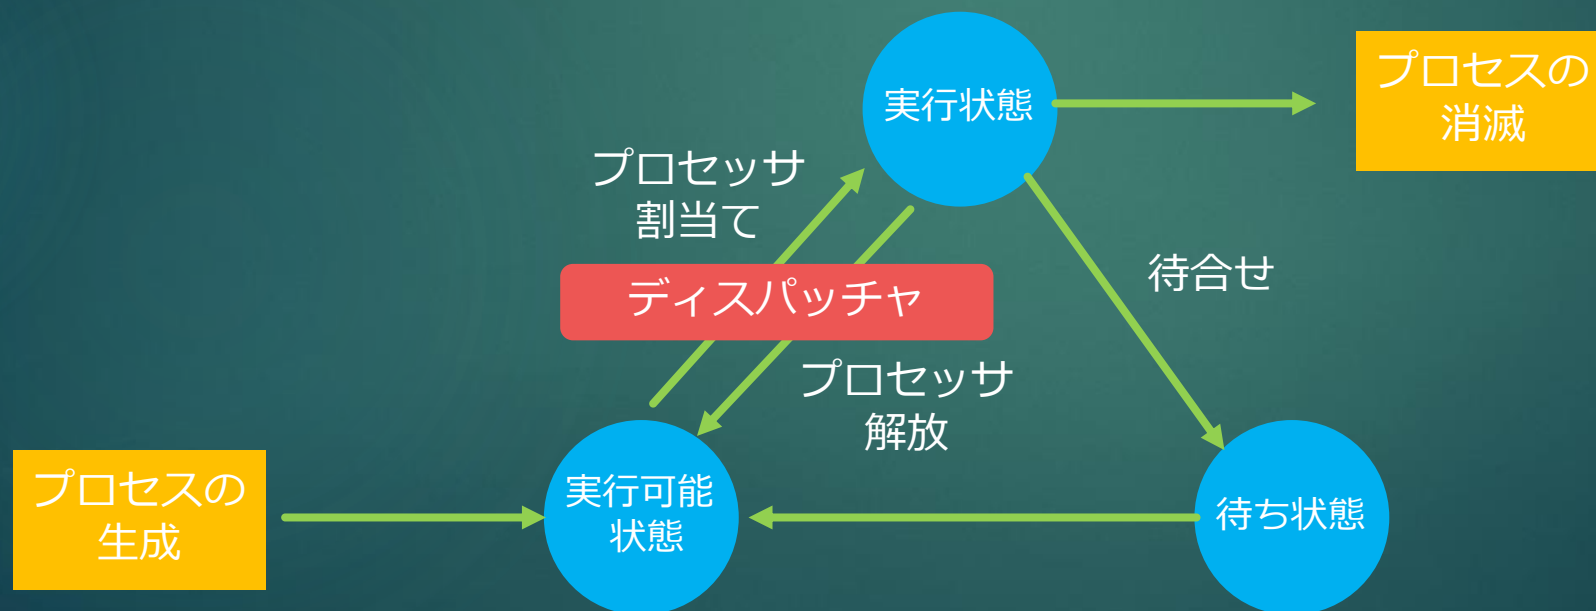 実行状態
プロセスの
消滅
プロセッサ
割当て
待合せ
ディスパッチャ
プロセッサ
解放
プロセスの
生成
実行可能
状態
待ち状態